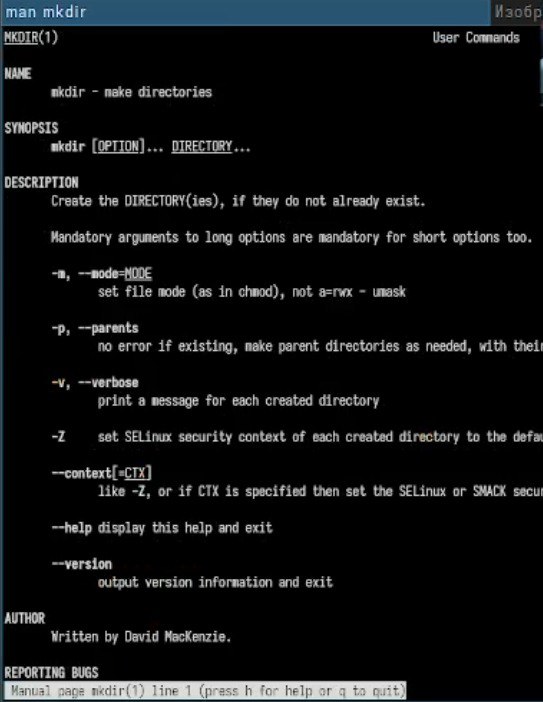 man mkdir
Изобр
MKDIR(1) User Commands
NAME
mkdir - make directories
SYNOPSIS
mkdir [OPTION]... DIRECTORY...
DESCRIPTION
Create the DIRECTORY(ies), if they do not already exist.
Mandatory arguments to long options are mandatory for short options too.
-m, --mode=MODE
set file mode (as in chmod), not a=rwx - umask
-p, --parents
no error if existing, make parent directories as needed, with their
-v, --verbose
print a message for each created directory
-Z set SELinux security context of each created directory to the defau
--context[=CTX]
like -Z, or if CTX is specified then set the SELinux or SMACK secur
--help display this help and exit
--version
output version information and exit
AUTHOR
Written by David MacKenzie.
REPORTING BUGS
Manual page mkdir(1) line 1 (press h for help or q to quit)